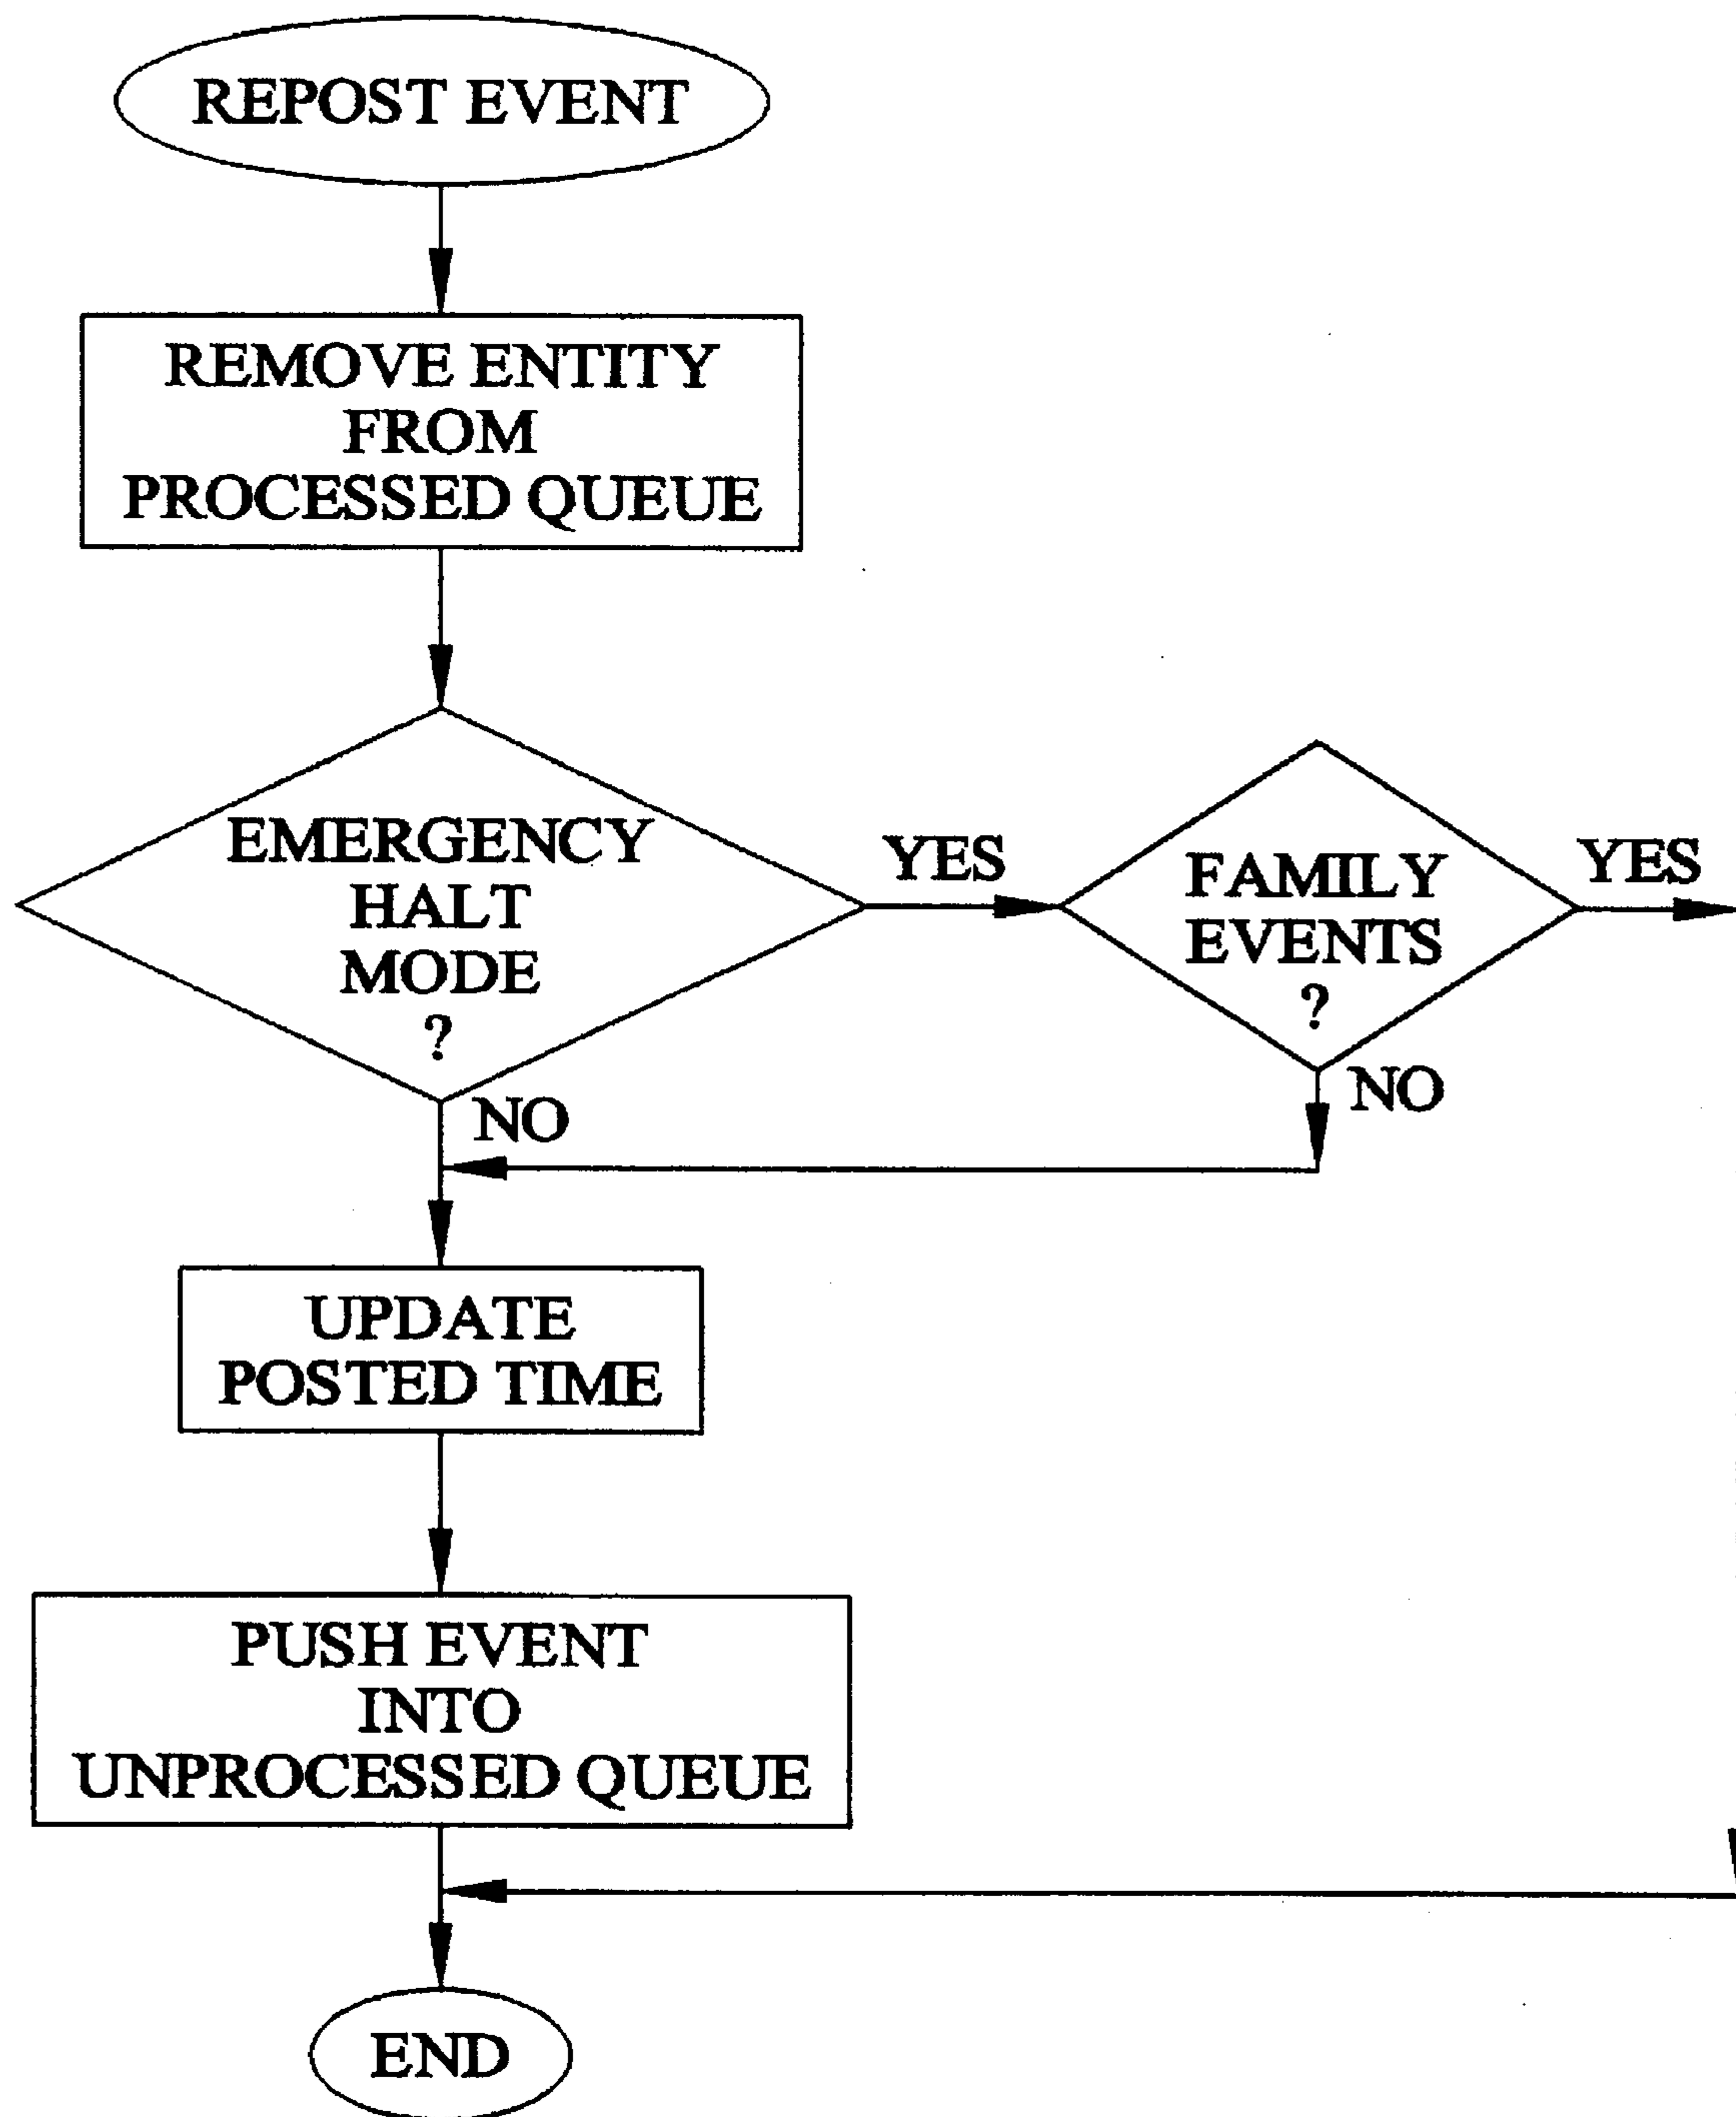 REPOST EVENT
REMOVE ENTITY
FROM
PROCESSED QUEUE
EMERGENCY
HALT
MODE
?
YES
FAMILY
EVENTS
?
YES
NO
NO
UPDATE
POSTED TIME
PUSH EVENT
INTO
UNPROCESSED QUEUE
END